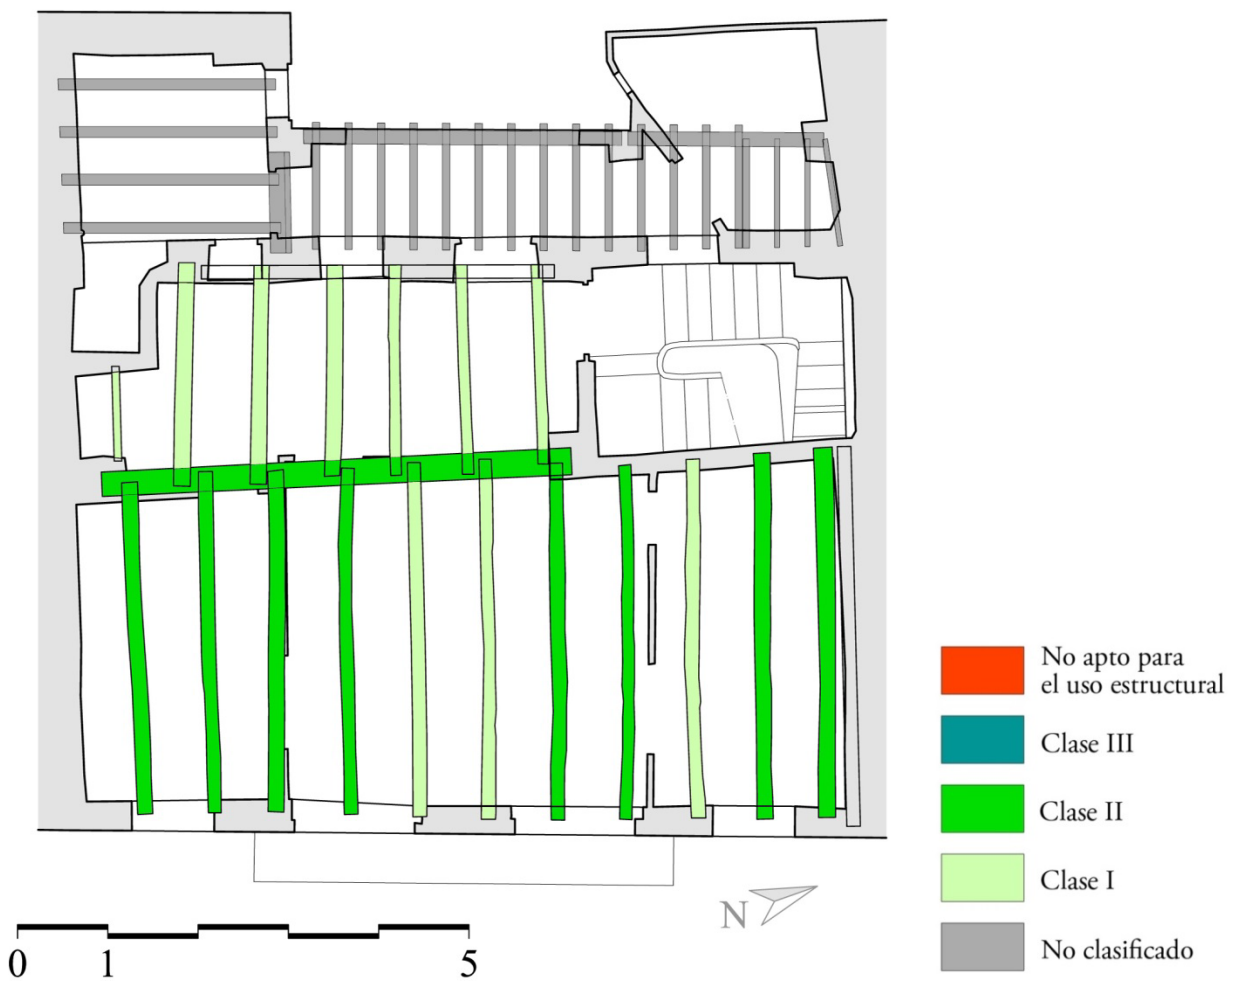 No apto para
el uso estructural
Clase III
Clase II
Clase I
No clasificado
N
0 1 5